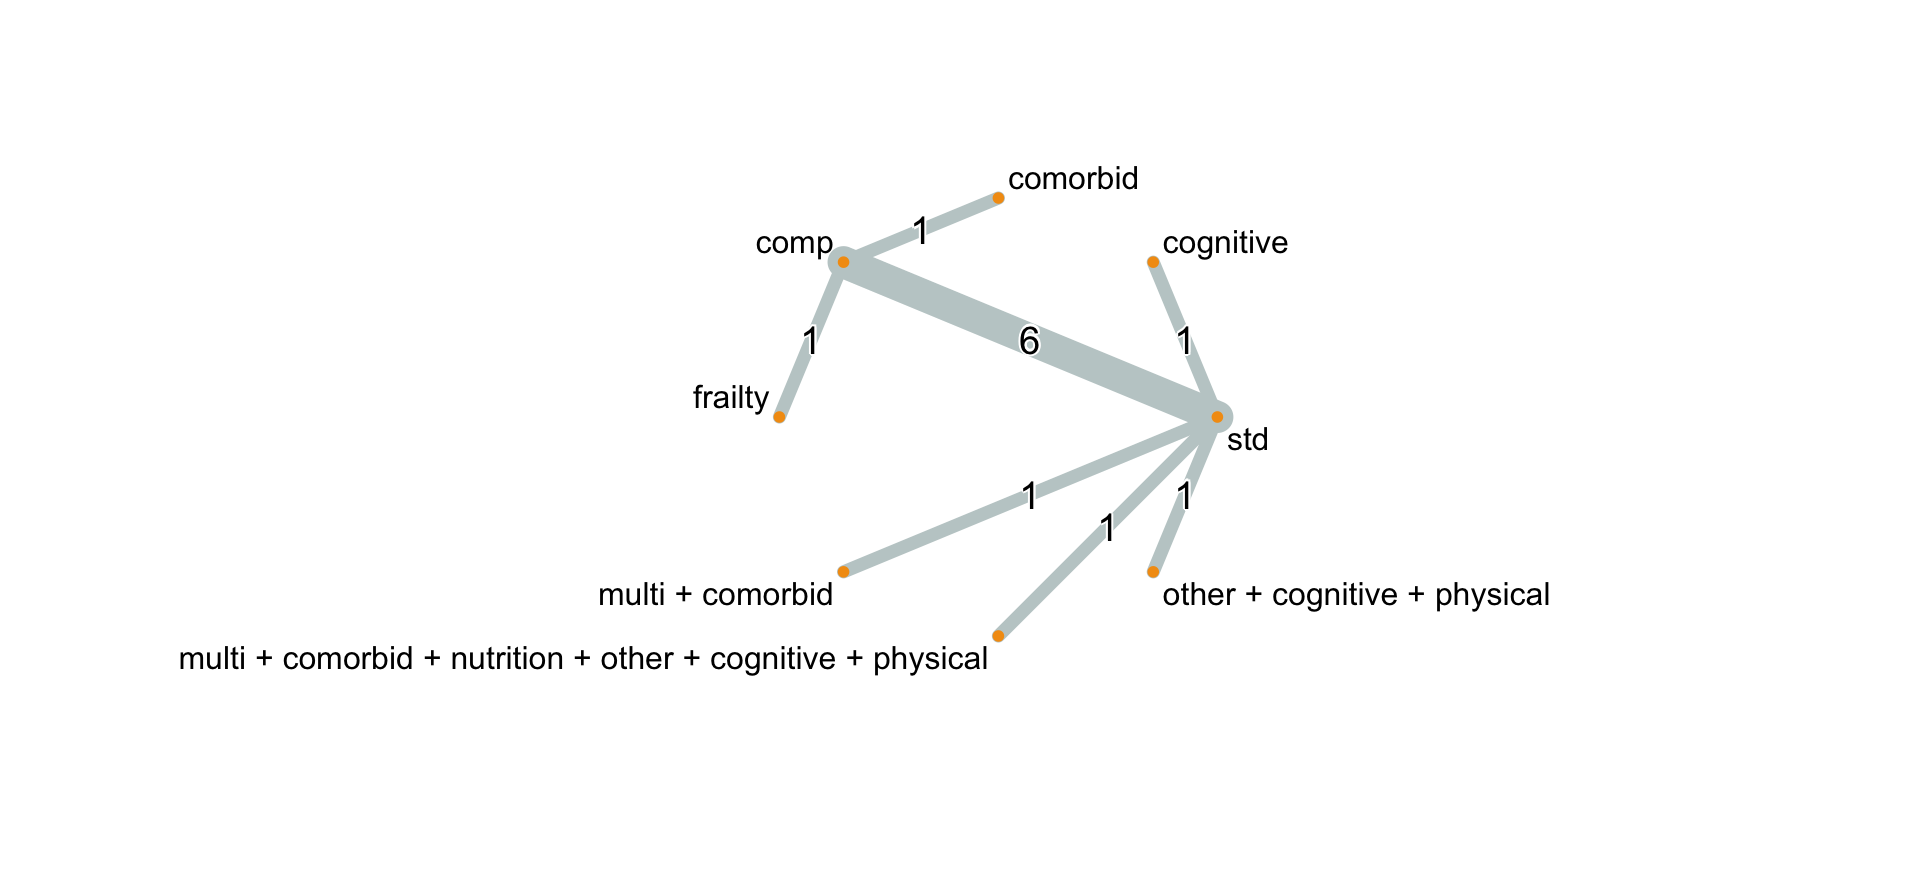 comorbid
1
comp
cognitive
1
6
1
frailty
std
1
1
1
multi + comorbid
other + cognitive + physical
multi + comorbid + nutrition + other + cognitive + physical